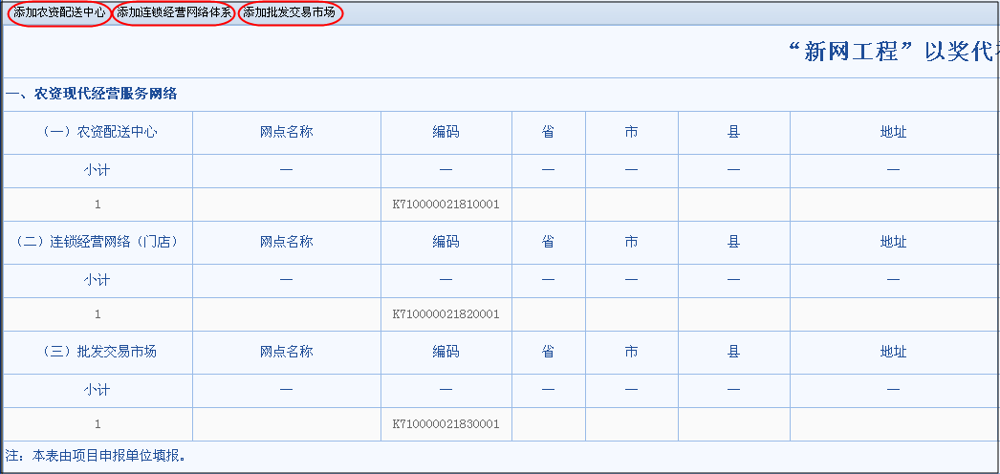 添加农资配送中心 添加连锁经营网络体系 添加批发交易市场
“新网工程”以奖代
一、农资现代经营服务网络
（一）农资配送中心 网点名称 编码 省 市 县 地址
小计 — — — — — —
1 K710000021810001
（二）连锁经营网络（门店） 网点名称 编码 省 市 县 地址
小计 — — — — — —
1 K710000021820001
（三）批发交易市场 网点名称 编码 省 市 县 地址
小计 — — — — — —
1 K710000021830001
注：本表由项目申报单位填报。